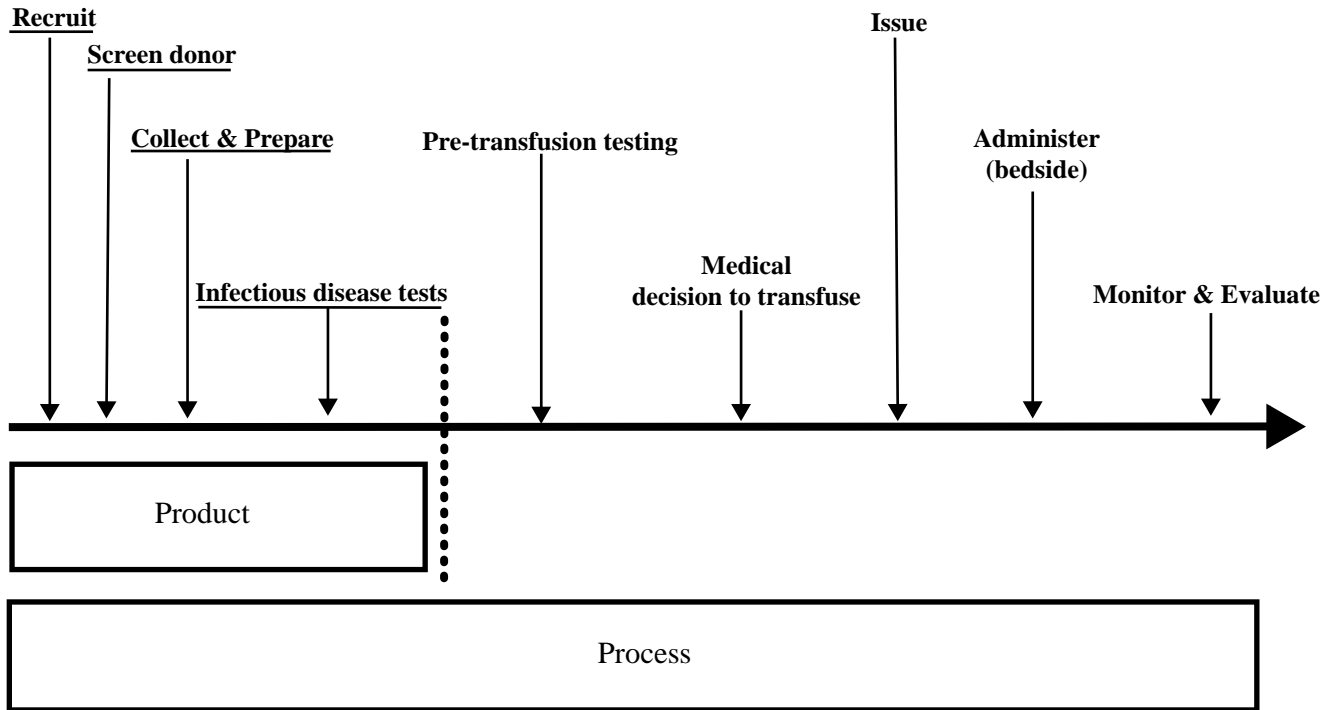 Recruit
Screen donor
Collect & Prepare
Infectious disease tests
Pre-transfusion testing
Medical
decision to transfuse
Issue
Administer
(bedside)
Monitor & Evaluate
Product
Process